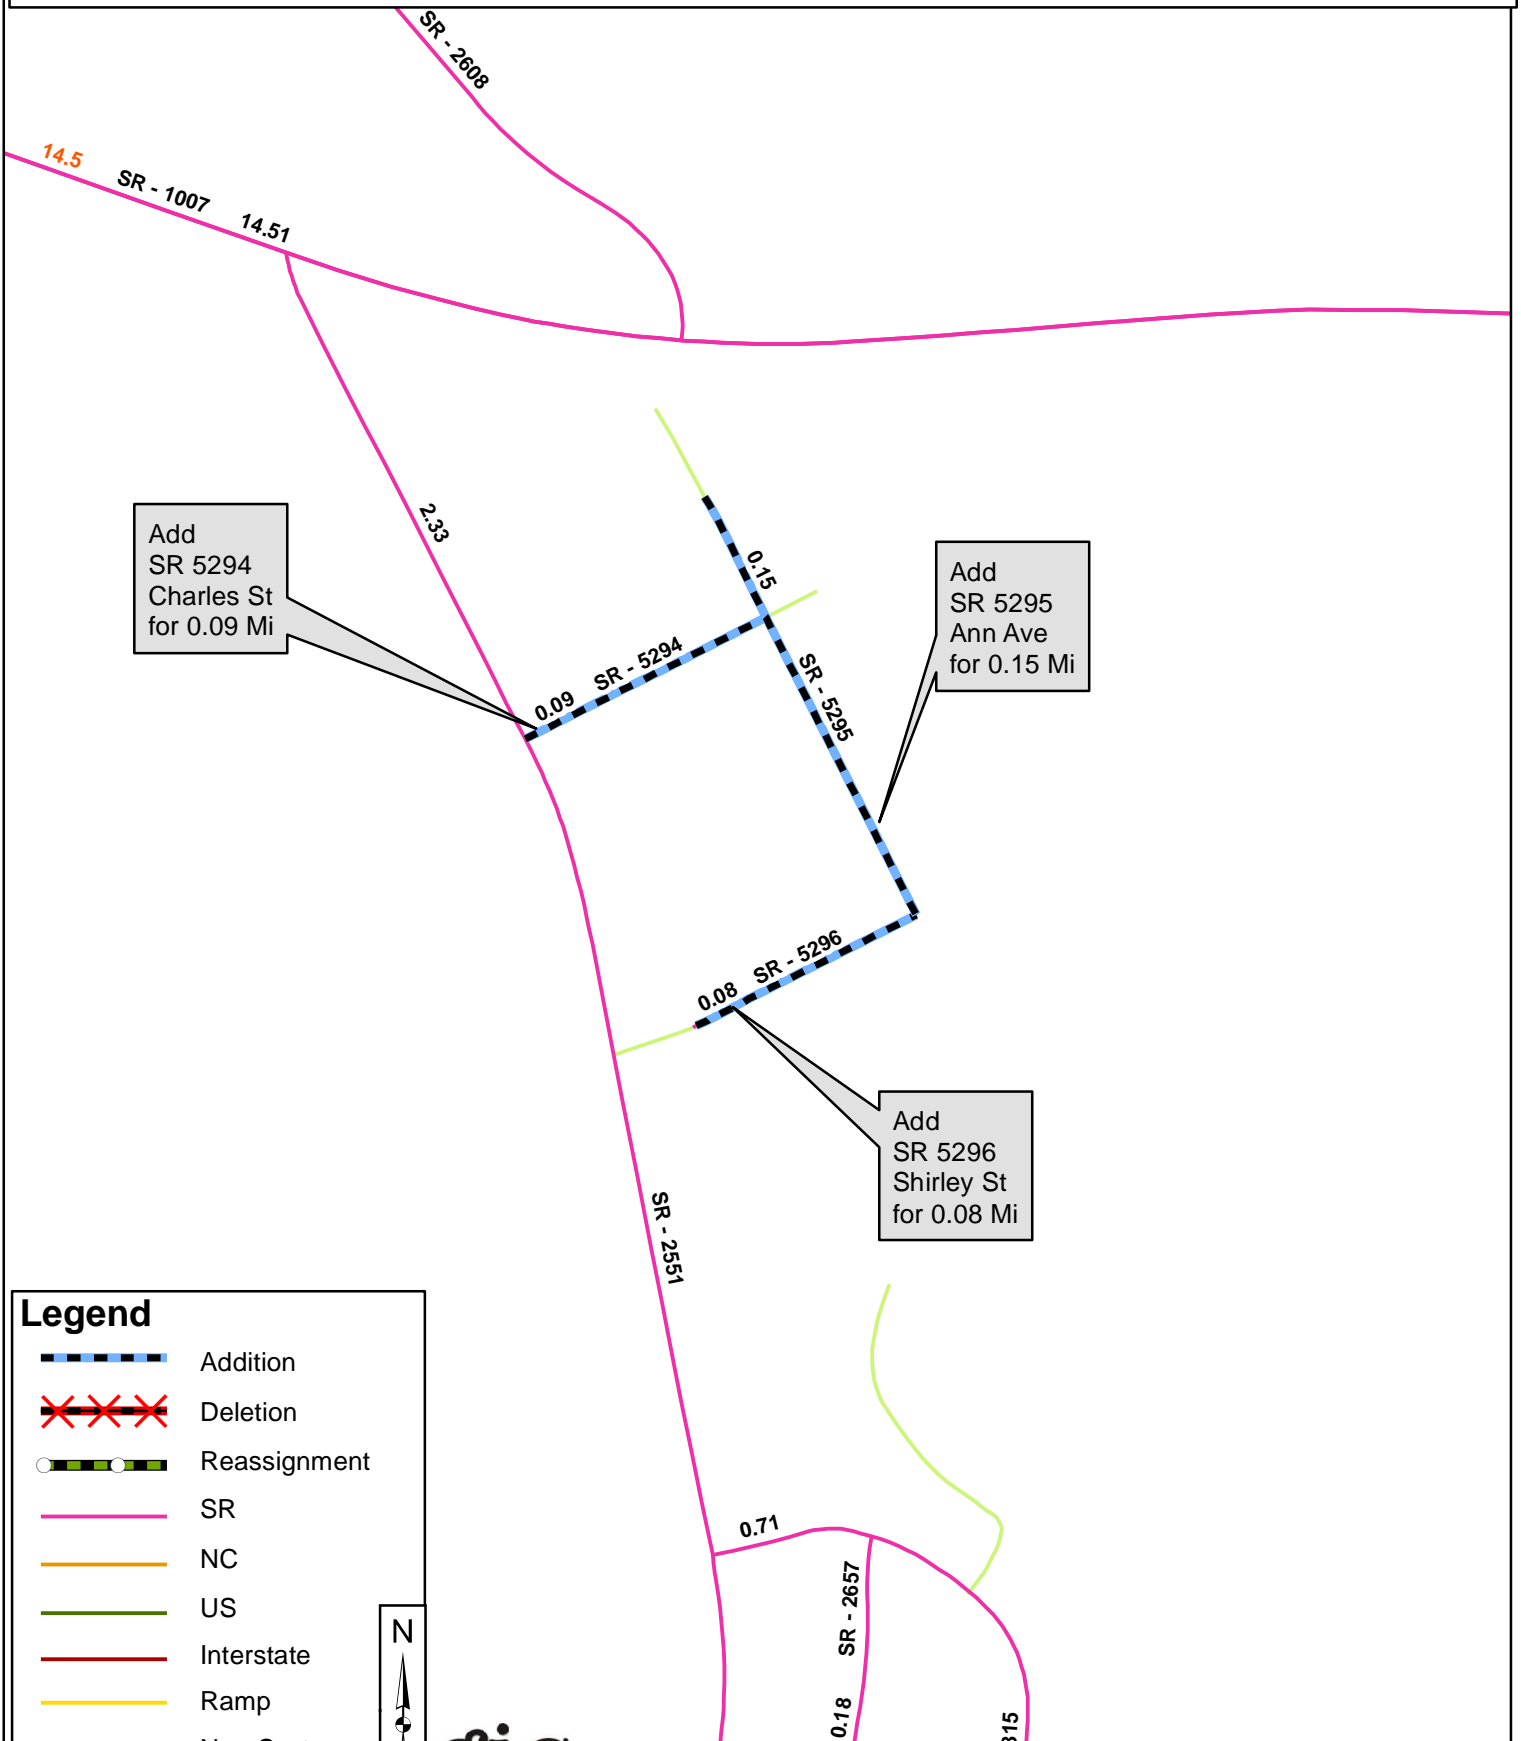 SR - 2608
14.5
SR - 1007
14.51
2.33
Add
SR 5294
Charles St
for 0.09 Mi
0.15
Add
SR 5295
Ann Ave
for 0.15 Mi
SR - 5294
0.09
SR - 5295
SR - 5296
0.08
Add
SR 5296
Shirley St
for 0.08 Mi
SR - 2551
Legend
Addition
Deletion
Reassignment
SR
NC
US
Interstate
Ramp
N
0.71
SR - 2657
0.18